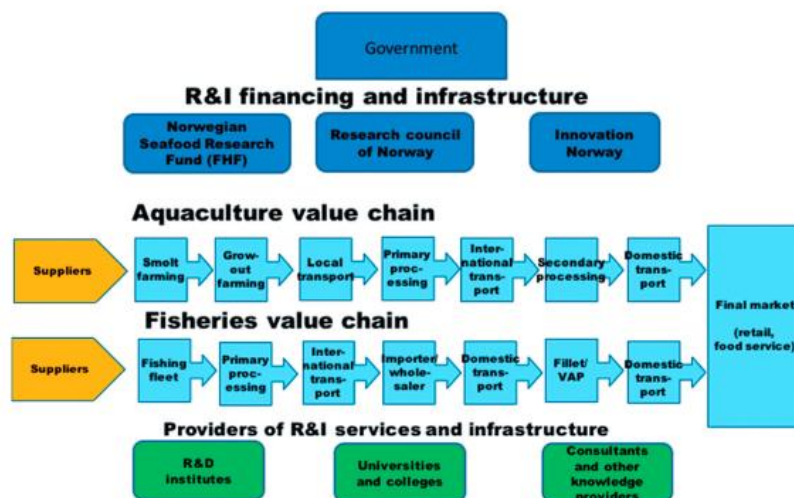 Government
R&I financing and infrastructure
Norwegian
Seafood Research
Fund (FHF)
Research council
of Norway
Innovation
Norway
Aquaculture value chain
Suppliers
Smolt
farming
Grow-
out
farming
Local
transport
Primary
proc-
essing
Inter-
national
trans-
port
Secondary
processing
Domestic
trans-
port
Final market
(retail,
food service)
Fisheries value chain
Suppliers
Fishing
fleet
Primary
proc-
essing
Inter-
national
trans-
port
Importer/
whole-
saler
Domestic
trans-
port
Fillet/
VAP
Domestic
trans-
port
Providers of R&I services and infrastructure
R&D
institutes
Universities
and colleges
Consultants
and other
knowledge
providers